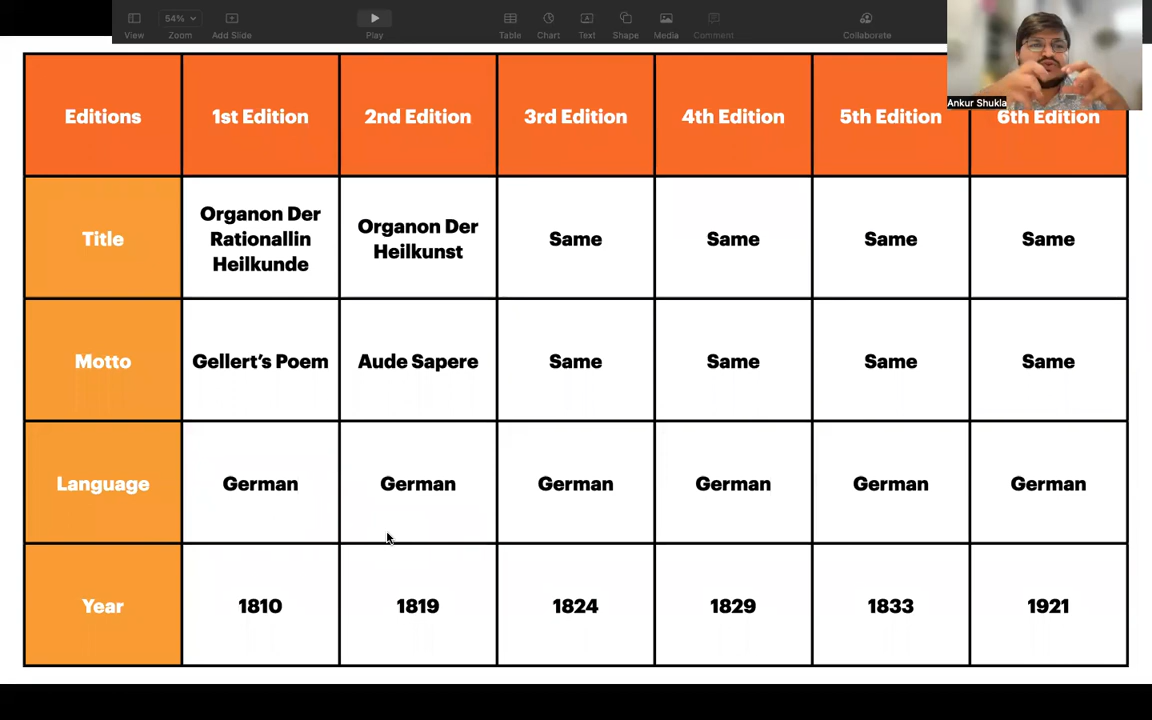 54%
View
Zoom
Add Slide
Play
Table
Chart
Text
Shape
Media
Comment
Collaborate
Ankur Shukla
Editions
1st Edition
2nd Edition
3rd Edition
4th Edition
5th Edition
6th Edition
Title
Organon Der
Rationallin
Heilkunde
Organon Der
Heilkunst
Same
Same
Same
Same
Motto
Gellert’s Poem
Aude Sapere
Same
Same
Same
Same
Language
German
German
German
German
German
German
Year
1810
1819
1824
1829
1833
1921